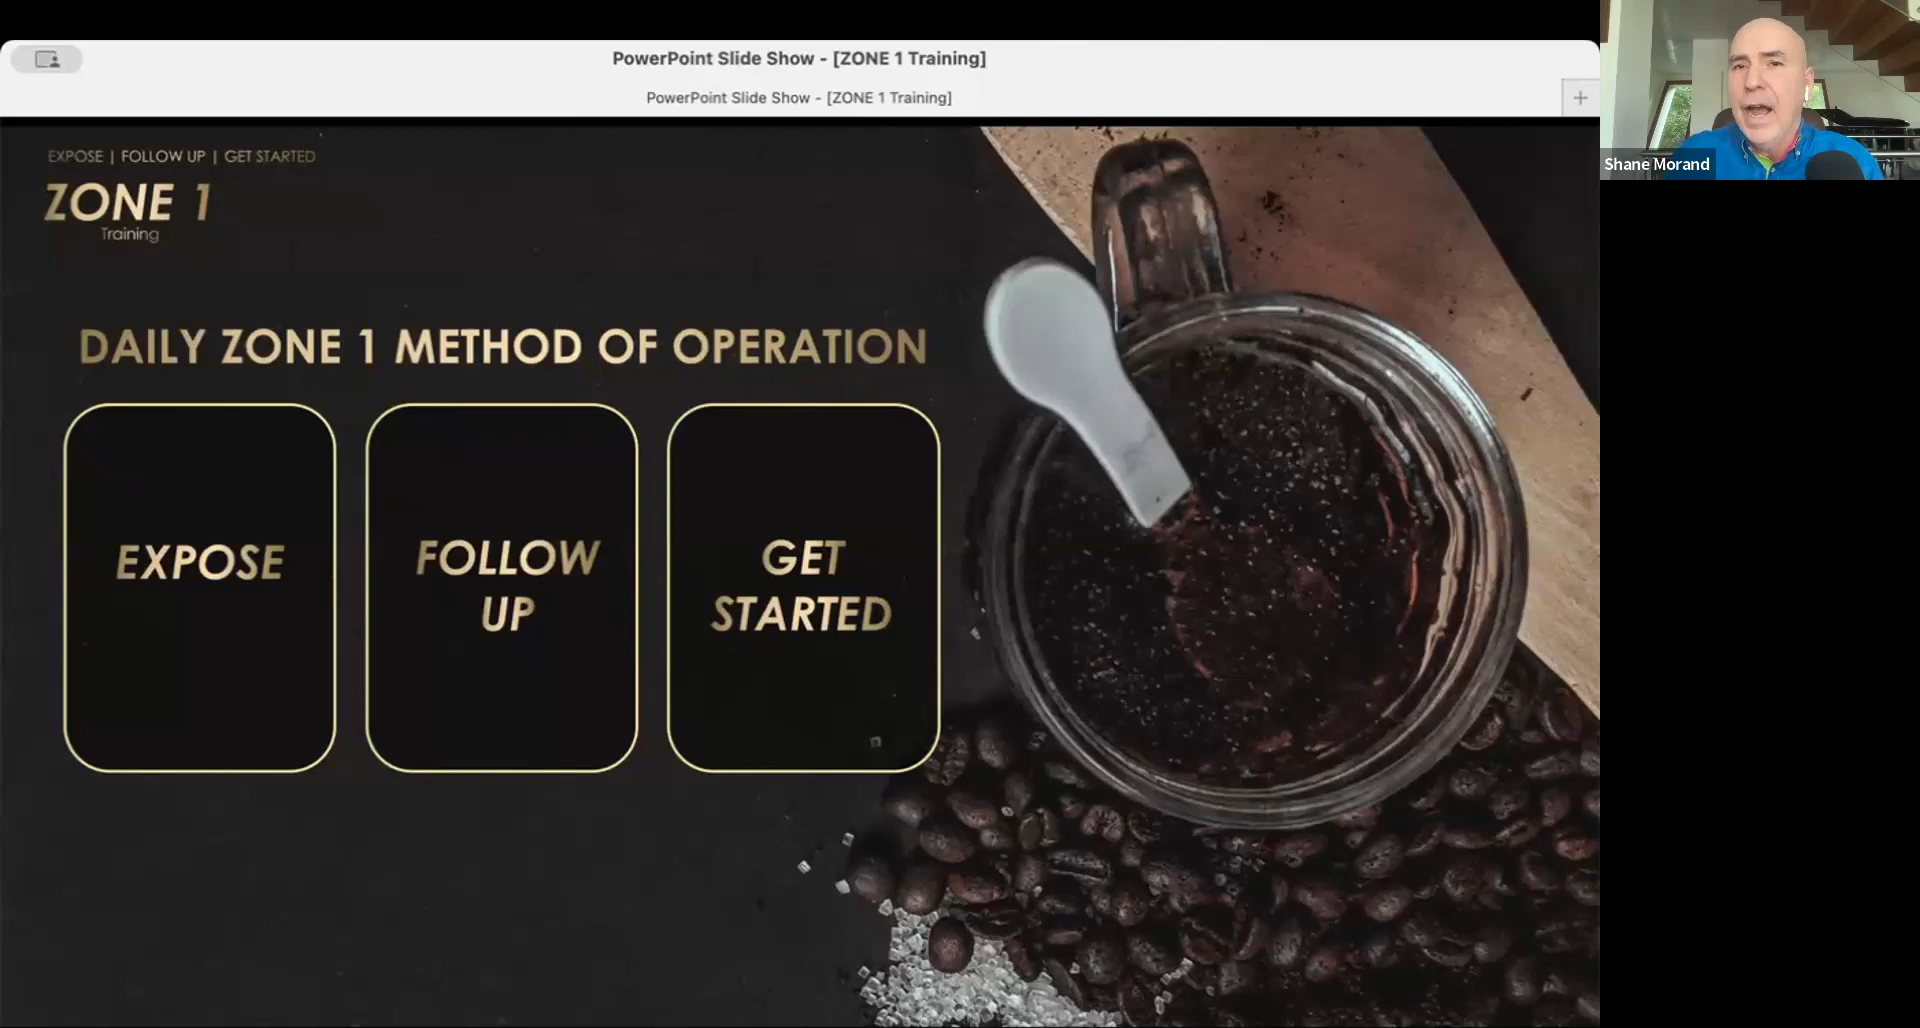 PowerPoint Slide Show - [ZONE 1 Training]
PowerPoint Slide Show - [ZONE 1 Training]
+
Shane Morand
EXPOSE | FOLLOW UP | GET STARTED
ZONE 1
Training
DAILY ZONE 1 METHOD OF OPERATION
EXPOSE
FOLLOW
UP
GET
STARTED